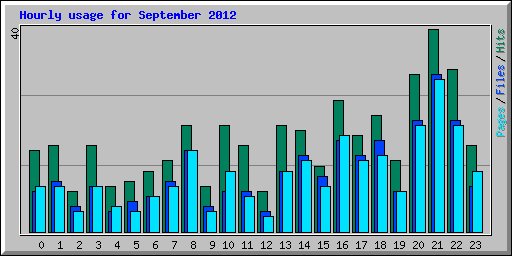 Hourly usage for September 2012
40
Pages/Files/Hits
0 1 2 3 4 5 6 7 8 9 10 11 12 13 14 15 16 17 18 19 20 21 22 23